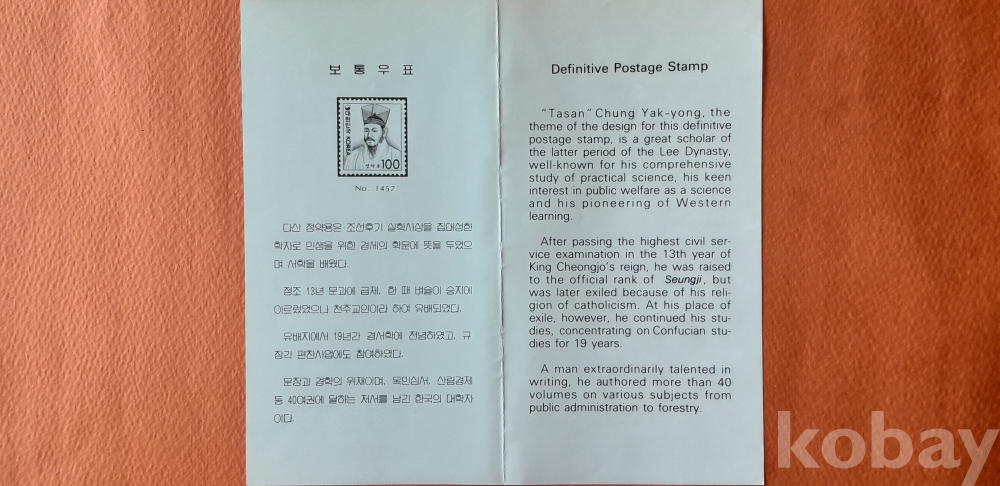 보통우표
대한민국 우표
KOREA
100
정약용
No. 1457
다산 정약용은 조선후기 실학사상을 집대성한
학자로 민생을 위한 경세의 학문에 뜻을 두었으
며 서학을 배웠다.
정조 13년 문과에 급제, 한 때 벼슬이 승지에
이르렀었으나 천주교인이라 하여 유배되었다.
유배지에서 19년간 경서학에 전념하였고, 규
장각 편찬사업에도 참여하였다.
문장과 경학의 위재이며, 목민심서, 산림경제
등 40여권에 달하는 저서를 남긴 한국의 대학자
이다.
Definitive Postage Stamp
"Tasan" Chung Yak-yong, the
theme of the design for this definitive
postage stamp, is a great scholar of
the latter period of the Lee Dynasty,
well-known for his comprehensive
study of practical science, his keen
interest in public welfare as a science
and his pioneering of Western
learning.
After passing the highest civil ser-
vice examination in the 13th year of
King Cheongjo's reign, he was raised
to the official rank of Seungji, but
was later exiled because of his reli-
gion of catholicism. At his place of
exile, however, he continued his stu-
dies, concentrating on Confucian stu-
dies for 19 years.
A man extraordinarily talented in
writing, he authored more than 40
volumes on various subjects from
public administration to forestry.
kobay